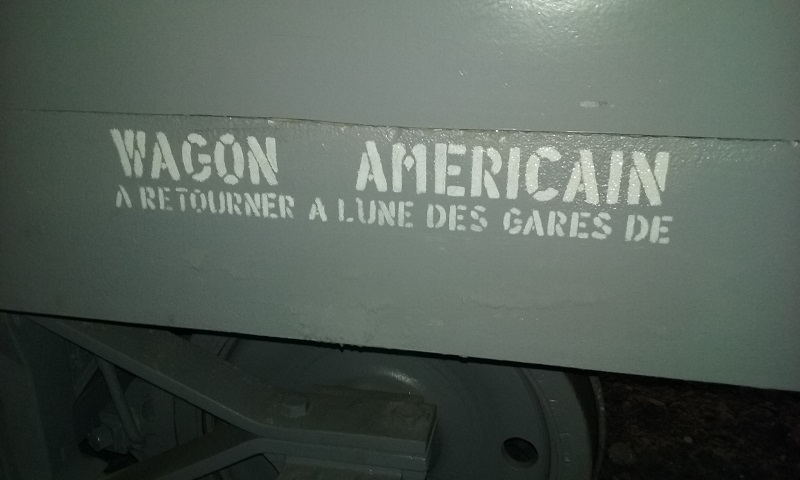 WAGON AMERICAIN
A RETOURNER A LUNE DES GARES DE